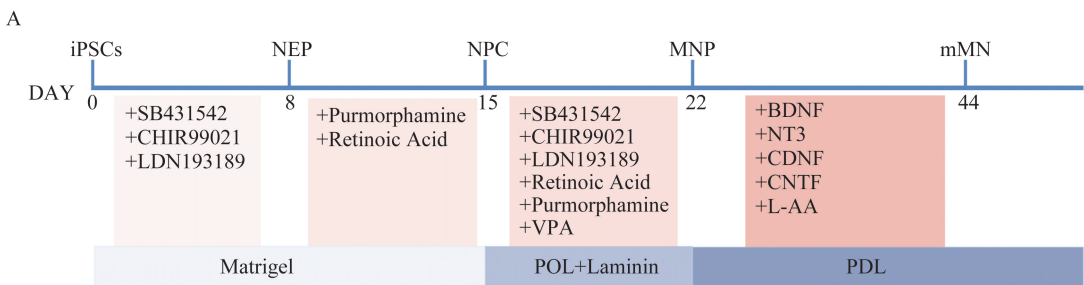 A
iPSCs NEP NPC MNP mMN
DAY 0 8 15 22 44
+SB431542
+CHIR99021
+LDN193189
+Purmorphamine
+Retinoic Acid
+SB431542
+CHIR99021
+LDN193189
+Retinoic Acid
+Purmorphamine
+VPA
+BDNF
+NT3
+CDNF
+CNTF
+L-AA
Matrigel POL+Laminin PDL